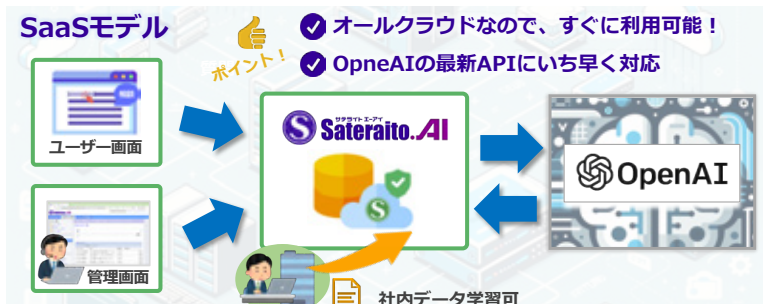 SaaSモデル
ポイント!
オールクラウドなので、すぐに利用可能!
OpneAIの最新APIにいち早く対応
ユーザー画面
サテライト エーアイ
Sateraito.AI
OpenAI
管理画面
社内データ学習可